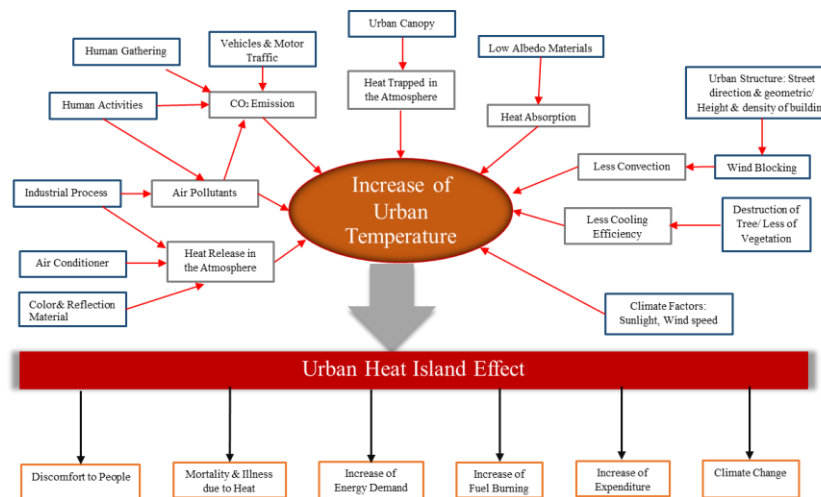 Urban Canopy
Human Gathering
Vehicles & Motor
Traffic
Low Albedo Materials
Urban Structure: Street
direction & geometric/
Height & density of building
Human Activities
CO₂ Emission
Heat Trapped in
the Atmosphere
Heat Absorption
Less Convection
Wind Blocking
Industrial Process
Air Pollutants
Increase of
Urban
Temperature
Less Cooling
Efficiency
Destruction of
Tree/ Less of
Vegetation
Air Conditioner
Heat Release in
the Atmosphere
Color& Reflection
Material
Climate Factors:
Sunlight, Wind speed
Urban Heat Island Effect
Discomfort to People
Mortality & Illness
due to Heat
Increase of
Energy Demand
Increase of
Fuel Burning
Increase of
Expenditure
Climate Change